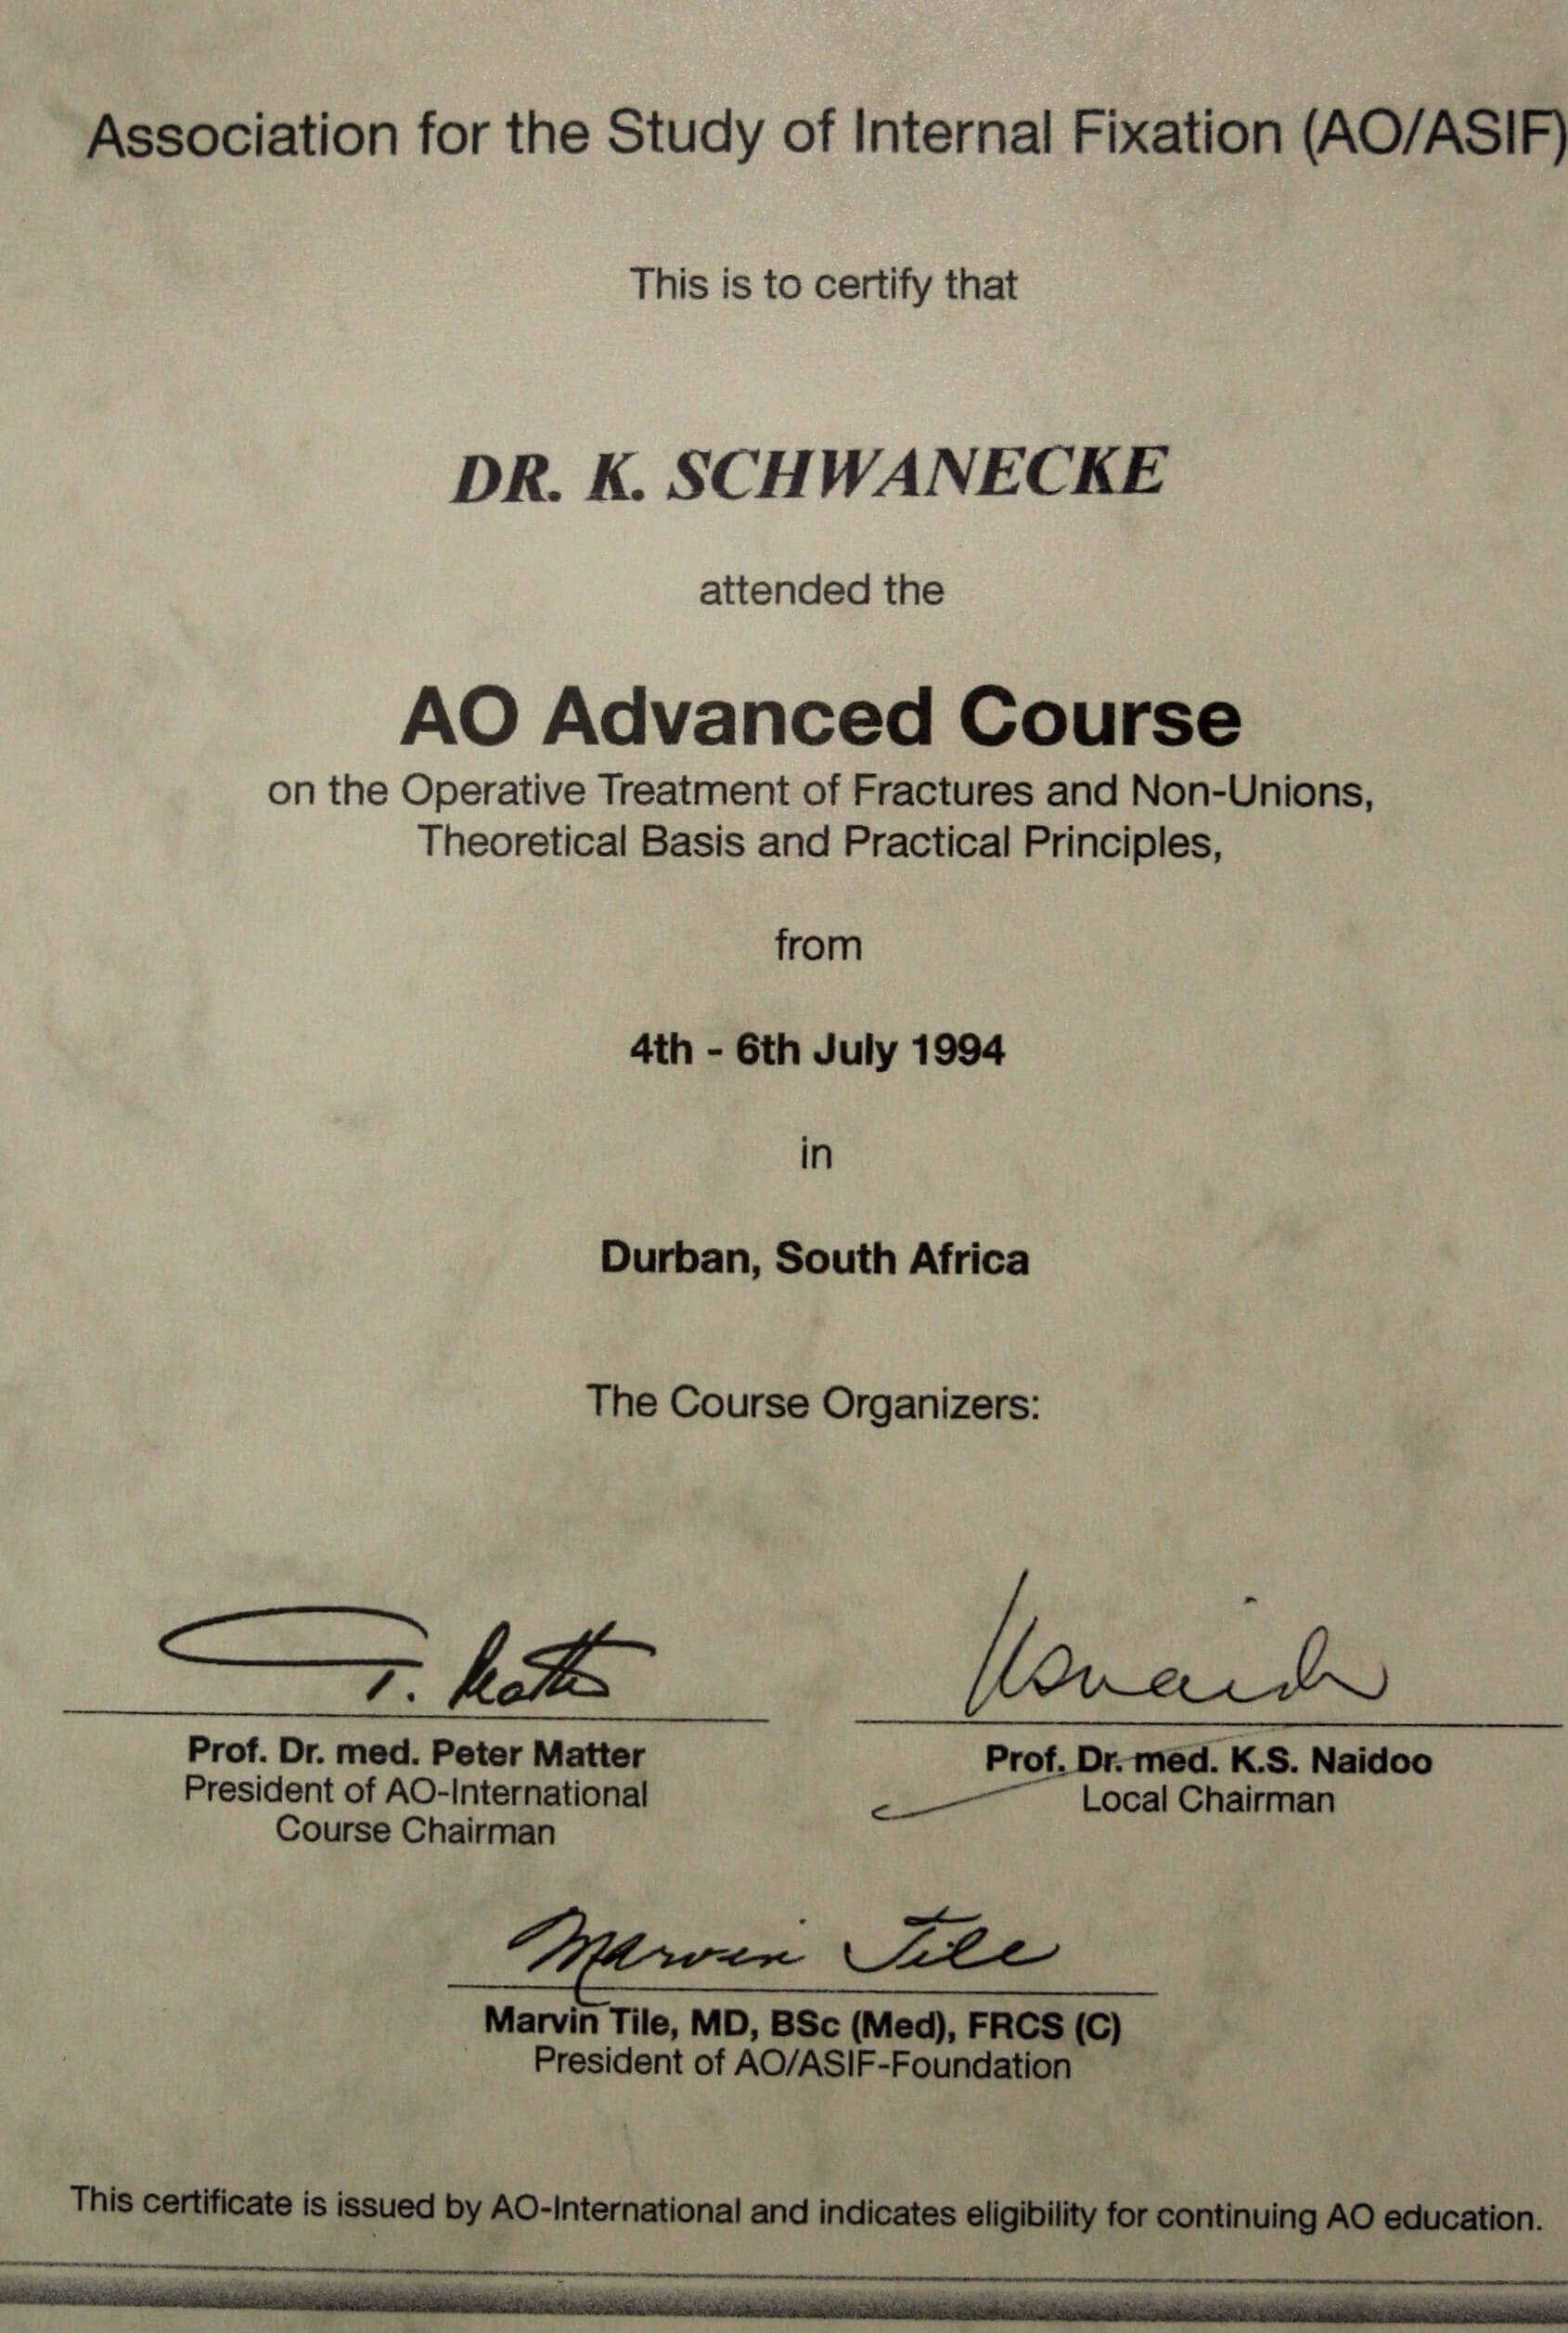 Association for the Study of Internal Fixation (AO/ASIF)
This is to certify that
DR. K. SCHWANECKE
attended the
AO Advanced Course
on the Operative Treatment of Fractures and Non-Unions,
Theoretical Basis and Practical Principles,
from
4th - 6th July 1994
in
Durban, South Africa
The Course Organizers:
Prof. Dr. med. Peter Matter
President of AO-International
Course Chairman
Prof. Dr. med. K.S. Naidoo
Local Chairman
Marvin Tile
Marvin Tile, MD, BSc (Med), FRCS (C)
President of AO/ASIF-Foundation
This certificate is issued by AO-International and indicates eligibility for continuing AO education.